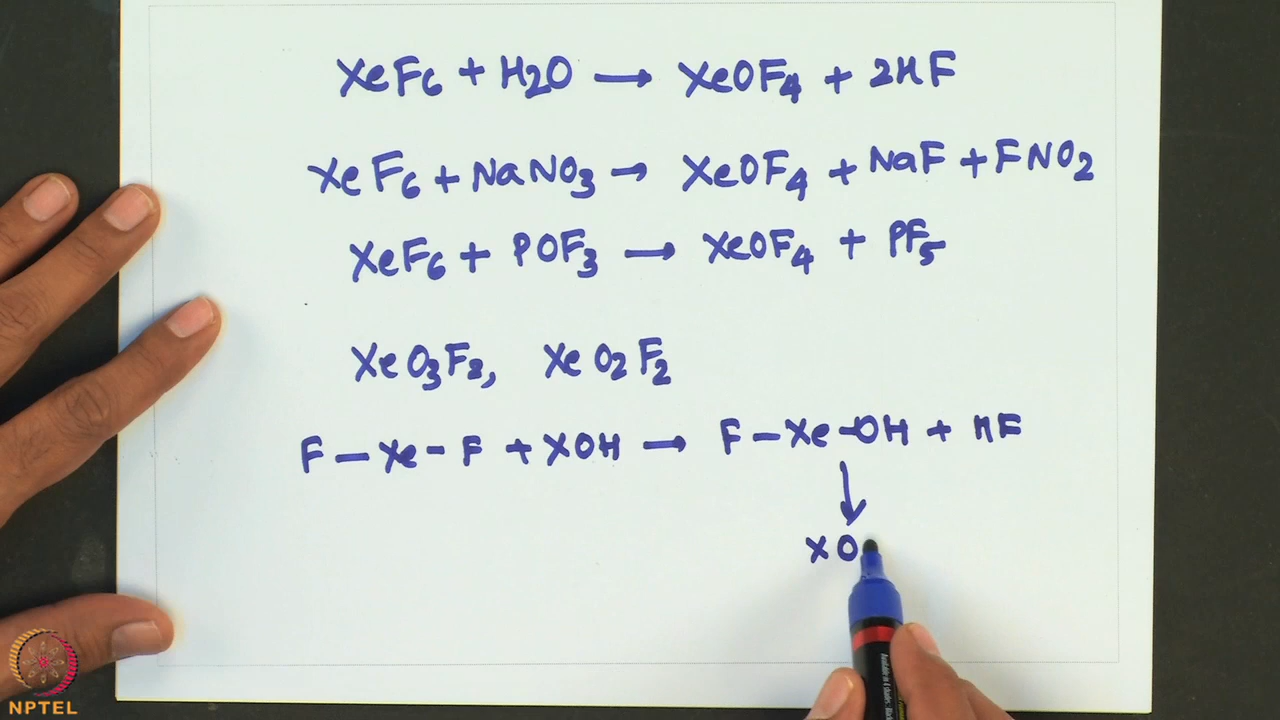 XeF6 + H2O → XeOF4 + 2HF
XeF6 + NaNO3 → XeOF4 + NaF + FNO2
XeF6 + POF3 → XeOF4 + PF5
XeO3F2, XeO2F2
F — Xe - F + XOH → F — Xe - OH + HF
↓
XO
NPTEL